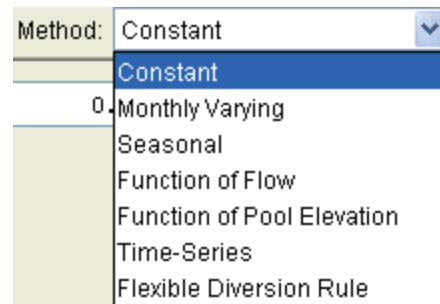 Method: Constant
Constant
0.
Monthly Varying
Seasonal
Function of Flow
Function of Pool Elevation
Time-Series
Flexible Diversion Rule